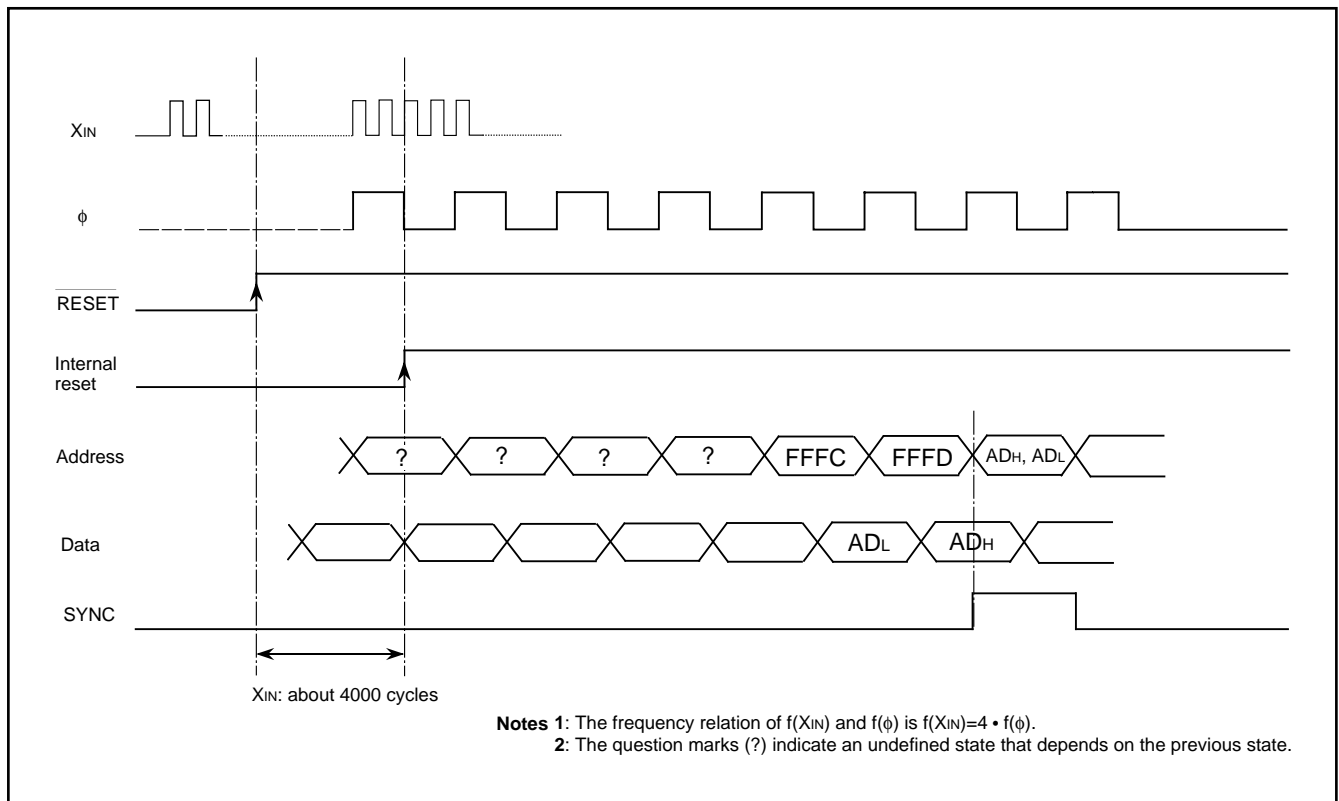 XIN
ϕ
RESET
Internal
reset
Address
? ? ? ? FFFC FFFD ADH, ADL
Data
ADL ADH
SYNC
XIN: about 4000 cycles
Notes 1: The frequency relation of f(XIN) and f(ϕ) is f(XIN)=4 • f(ϕ).
2: The question marks (?) indicate an undefined state that depends on the previous state.